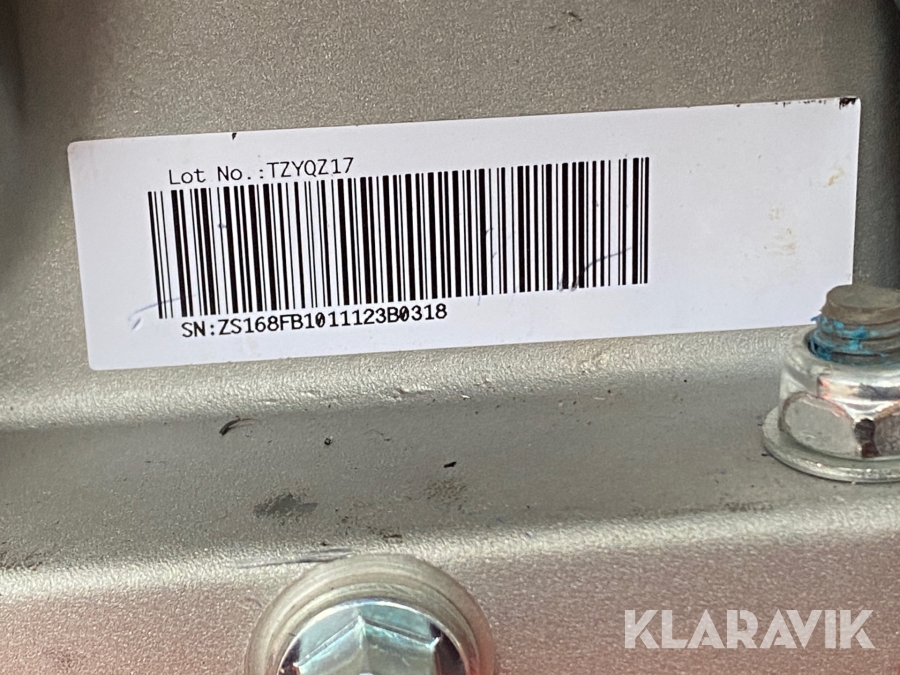 Lot No.:TZYQZ17
SN:ZS168FB1011123B0318
KLARAVIK